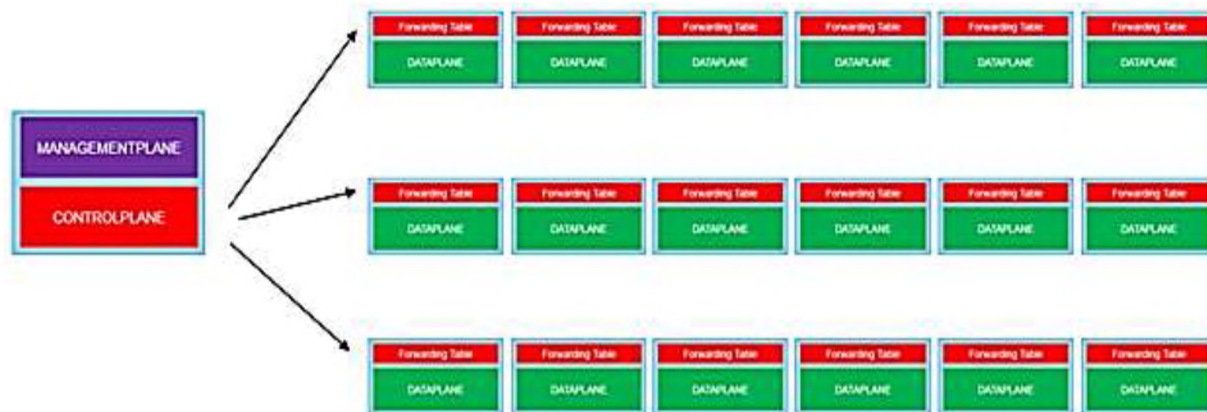 Forwarding Table Forwarding Table Forwarding Table Forwarding Table Forwarding Table Forwarding Table
DATAPLANE DATAPLANE DATAPLANE DATAPLANE DATAPLANE DATAPLANE
MANAGEMENTPLANE
CONTROLPLANE
Forwarding Table Forwarding Table Forwarding Table Forwarding Table Forwarding Table Forwarding Table
DATAPLANE DATAPLANE DATAPLANE DATAPLANE DATAPLANE DATAPLANE
Forwarding Table Forwarding Table Forwarding Table Forwarding Table Forwarding Table Forwarding Table
DATAPLANE DATAPLANE DATAPLANE DATAPLANE DATAPLANE DATAPLANE